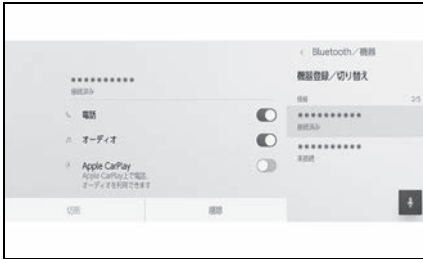 < Bluetooth／機器
機器登録／切り替え
機器 2/5
**********
接続済み
**********
未接続
**********
接続済み
電話
オーディオ
Apple CarPlay
Apple CarPlay上で電話、
オーディオを利用できます
切断
削除